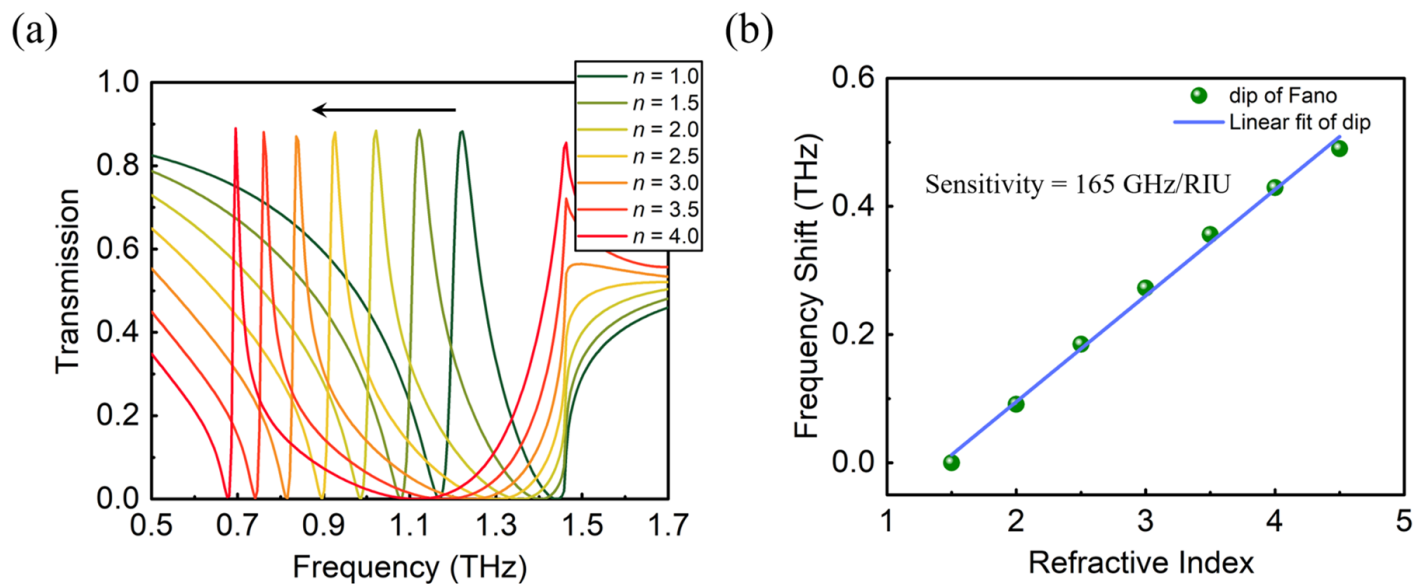 (a)
(b)
1.0
0.8
0.6
0.4
0.2
0.0
Transmission
0.5 0.7 0.9 1.1 1.3 1.5 1.7
Frequency (THz)
n = 1.0
n = 1.5
n = 2.0
n = 2.5
n = 3.0
n = 3.5
n = 4.0
0.6
0.4
0.2
0.0
Frequency Shift (THz)
dip of Fano
Linear fit of dip
Sensitivity = 165 GHz/RIU
1 2 3 4 5
Refractive Index